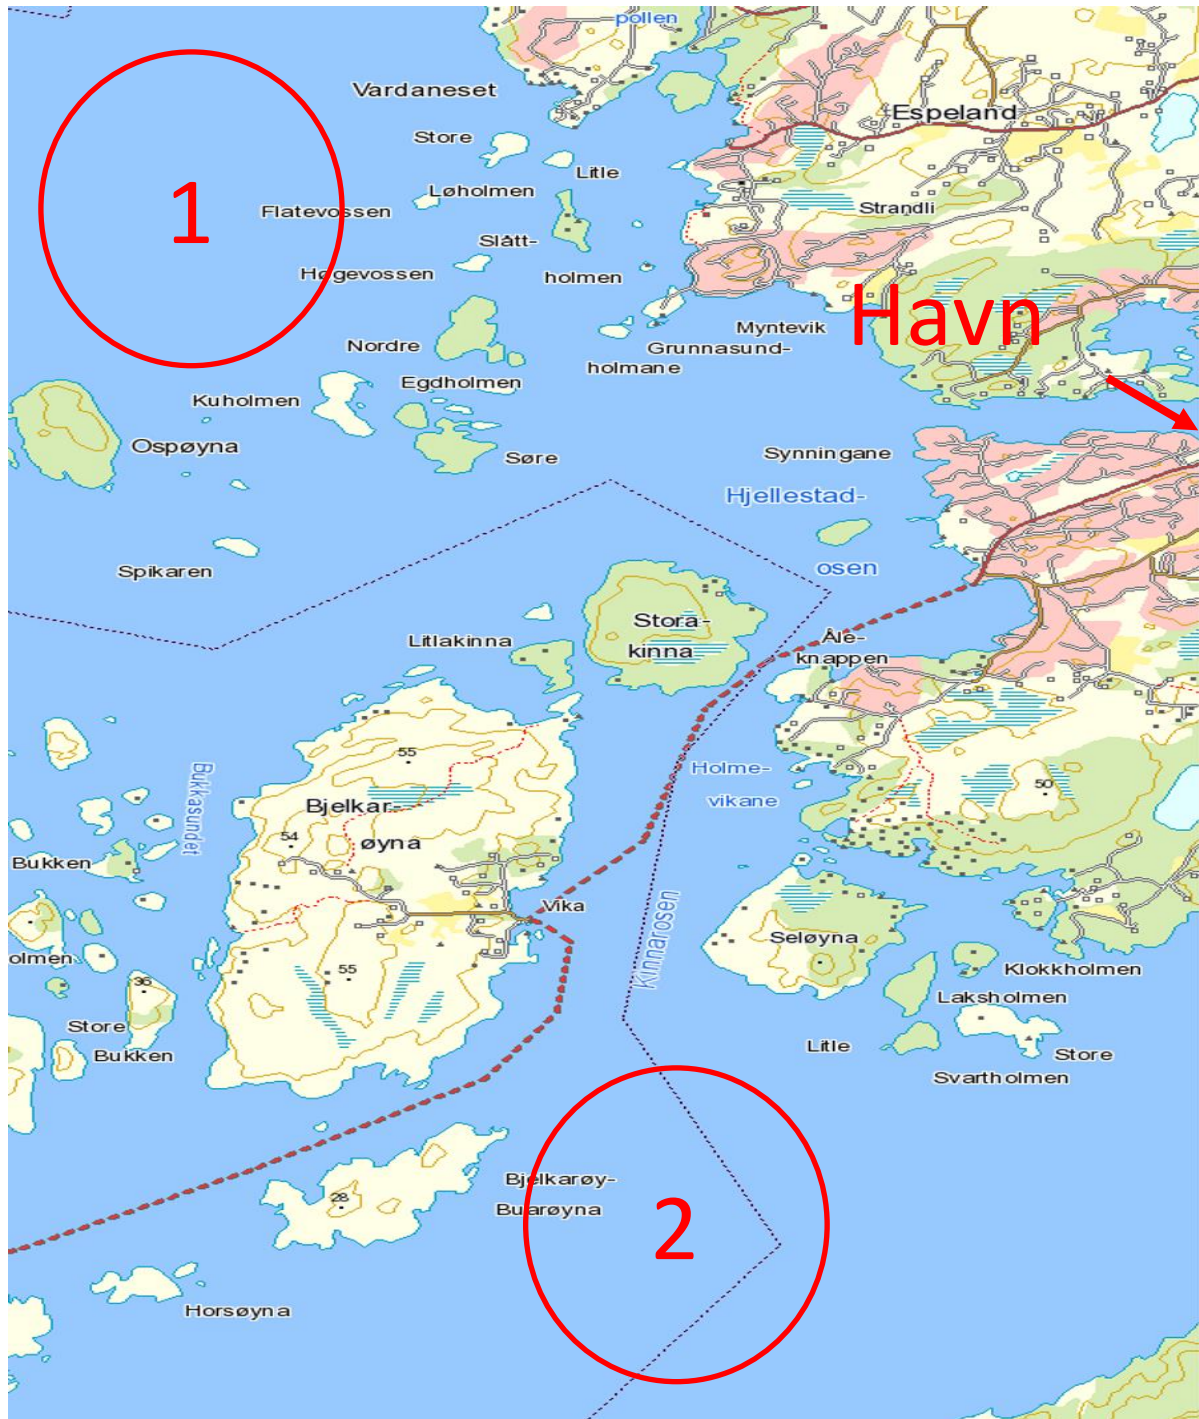 pollen
Vardaneset
Espeland
Store
Litle
Løholmen
1
Flatevossen
Strandli
Slått-
Høgevossen
holmen
Havn
Myntevik
Nordre
Grunnasund-
holmane
Egdholmen
Kuholmen
Ospøyna
Søre
Synningane
Hjellestad-
Spikaren
osen
Stora-
Litlakinna
Åle-
kinna
knappen
55
Bukkasundet
Holme-
50
vikane
Bjelkar-
54
øyna
Bukken
Vika
Kinnarosen
Seløyna
olmen
55
Klokkholmen
36
Laksholmen
Store
Litle
Bukken
Store
Svartholmen
Bjelkarøy-
28
Buarøyna
2
Horsøyna